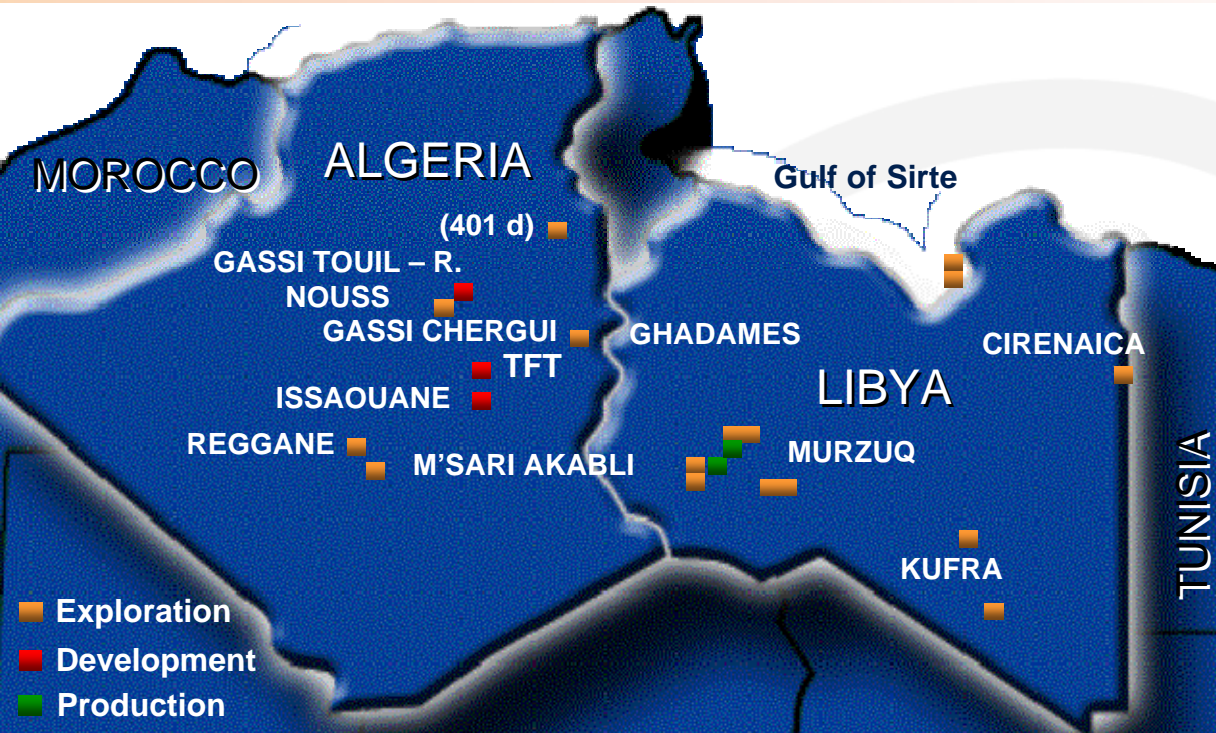 MOROCCO
ALGERIA
Gulf of Sirte
(401 d)
GASSI TOUIL – R.
NOUSS
GASSI CHERGUI
GHADAMES
CIRENAICA
TFT
LIBYA
ISSAOUANE
REGGANE
M'SARI AKABLI
MURZUQ
TUNISIA
KUFRA
Exploration
Development
Production